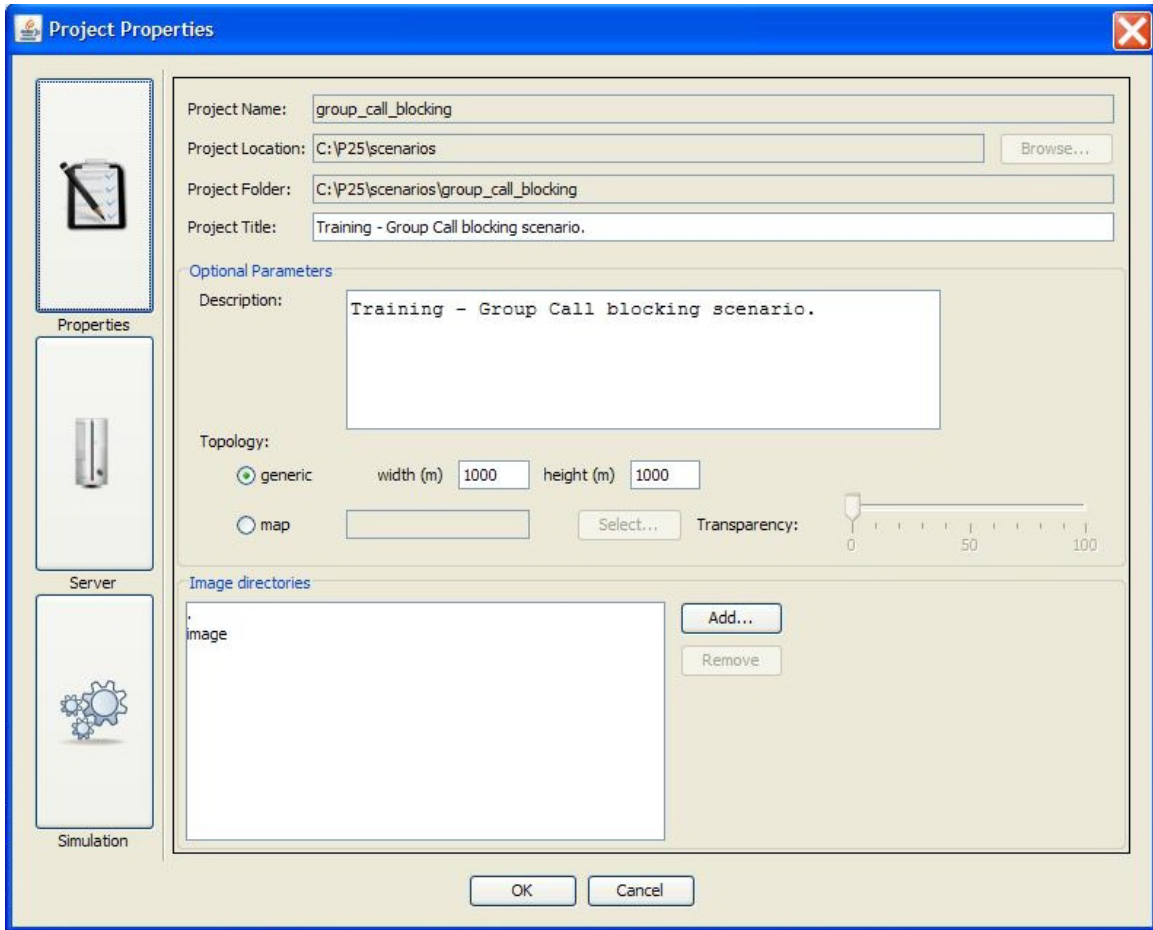 Project Properties
Project Name: group_call_blocking
Project Location: C:\P25\scenarios Browse...
Project Folder: C:\P25\scenarios\group_call_blocking
Project Title: Training - Group Call blocking scenario.
Optional Parameters
Description: Training - Group Call blocking scenario.
Properties
Topology:
generic width (m) 1000 height (m) 1000
map Select... Transparency:
0 50 100
Server
Image directories
.
image
Add...
Remove
Simulation
OK Cancel